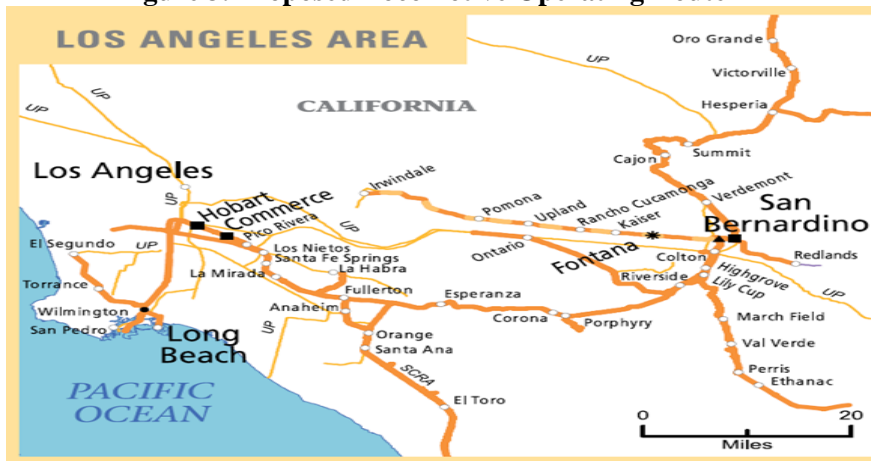 LOS ANGELES AREA
Oro Grande
UP
Victorville
UP
UP
CALIFORNIA
Hesperia
Cajon
Summit
Los Angeles
Irwindale
UP
Hobart
Commerce
Pico Rivera
Pomona
Upland
Rancho Cucamonga
Kaiser
Verdemont
San
Bernardino
El Segundo
UP
Los Nietos
Santa Fe Springs
La Habra
La Mirada
Ontario
Fontana
Colton
Redlands
Torrance
Fullerton
Riverside
Highgrove
Lily Cup
UP
Wilmington
San Pedro
Anaheim
Esperanza
Corona
Porphyry
March Field
Long
Beach
UP
Orange
Santa Ana
Val Verde
SCRA
Perris
Ethanac
PACIFIC
OCEAN
El Toro
0
20
Miles